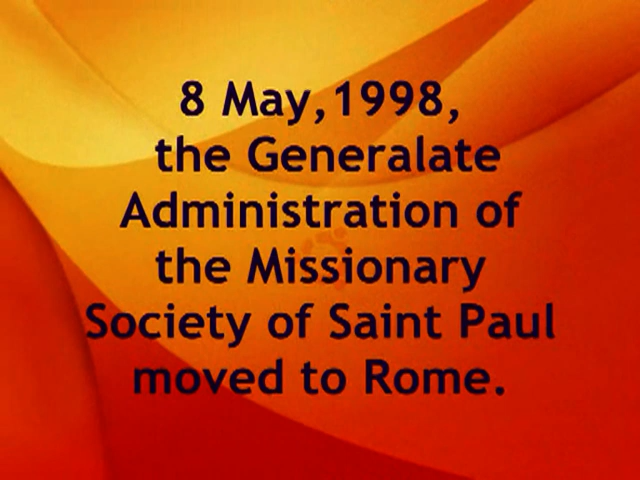 8 May,1998,
the Generalate
Administration of
the Missionary
Society of Saint Paul
moved to Rome.